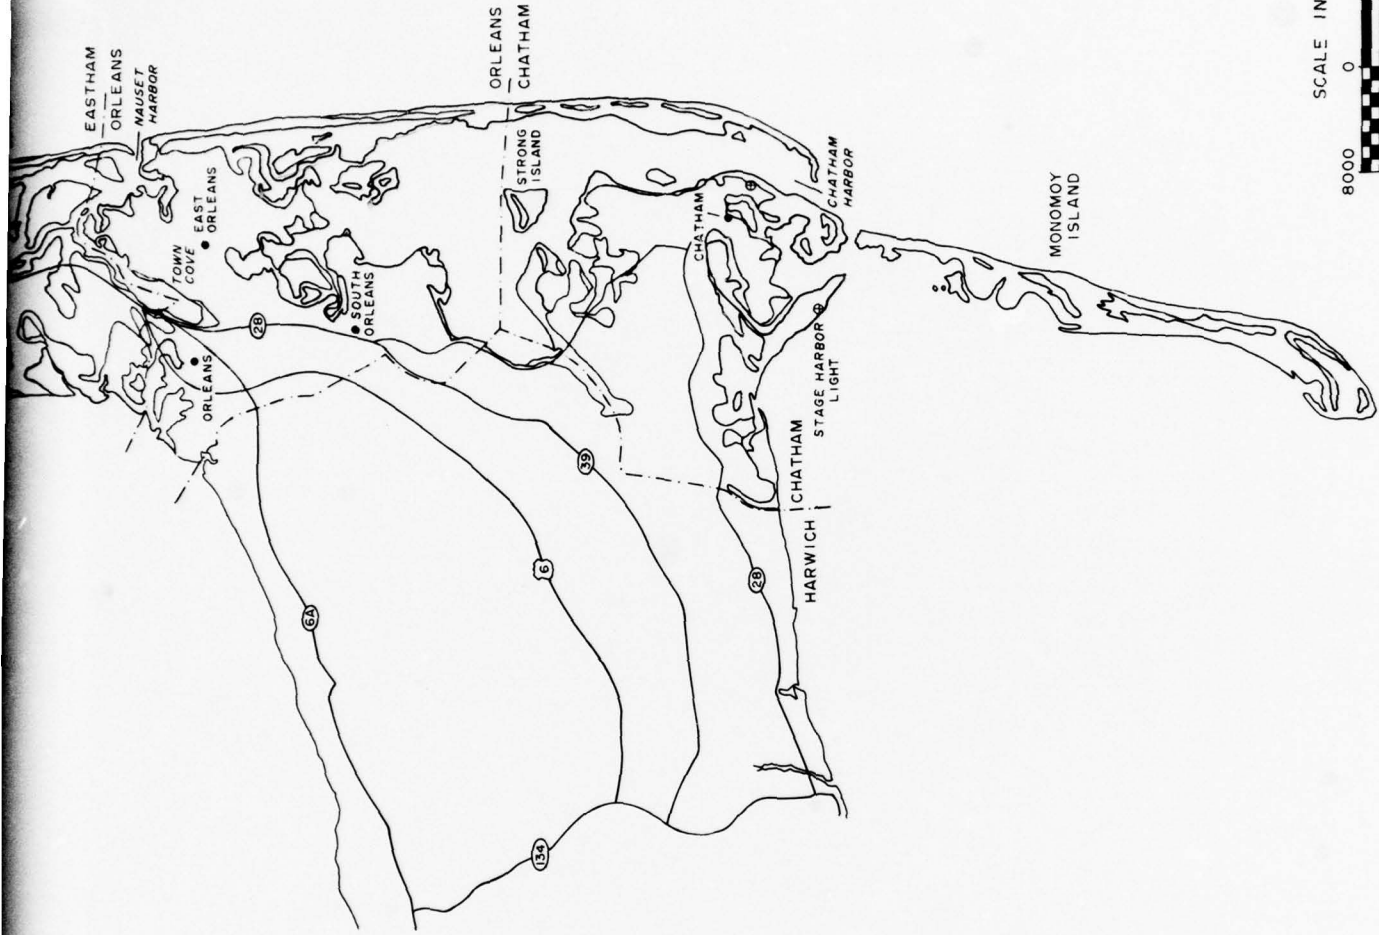 EASTHAM
ORLEANS
NAUSET
HARBOR
ORLEANS
CHATHAM
SCALE IN
0
8000
EAST
ORLEANS
TOWN
COVE
STRONG
ISLAND
CHATHAM
CHATHAM
HARBOR
MONOMOY
ISLAND
28
SOUTH
ORLEANS
ORLEANS
STAGE HARBOR
LIGHT
39
CHATHAM
HARWICH
6
28
6A
134